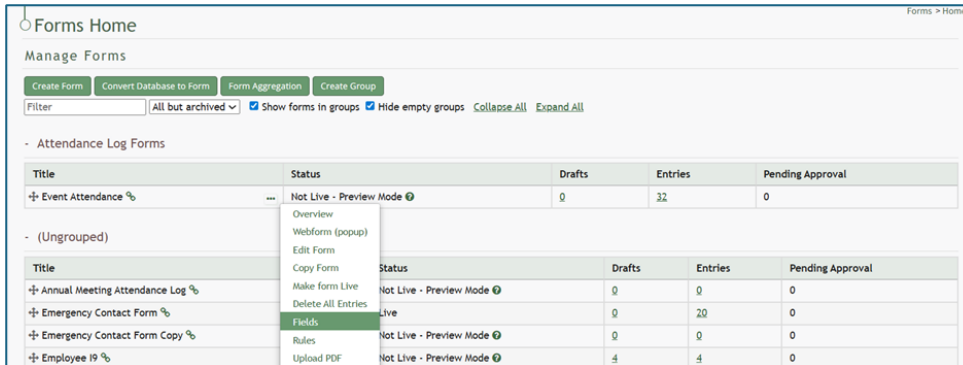 Forms > Home
Forms Home
Manage Forms
Create Form Convert Database to Form Form Aggregation Create Group
Filter All but archived Show forms in groups Hide empty groups Collapse All Expand All
- Attendance Log Forms
Title Status Drafts Entries Pending Approval
Event Attendance ... Not Live - Preview Mode 0 32 0
Overview
Webform (popup)
- (Ungrouped)
Edit Form
Title Copy Form Status Drafts Entries Pending Approval
Annual Meeting Attendance Log Make form Live Not Live - Preview Mode 0 0 0
Delete All Entries
Emergency Contact Form Live 0 20 0
Fields
Emergency Contact Form Copy Rules Not Live - Preview Mode 0 0 0
Employee I9 Upload PDF Not Live - Preview Mode 4 4 0